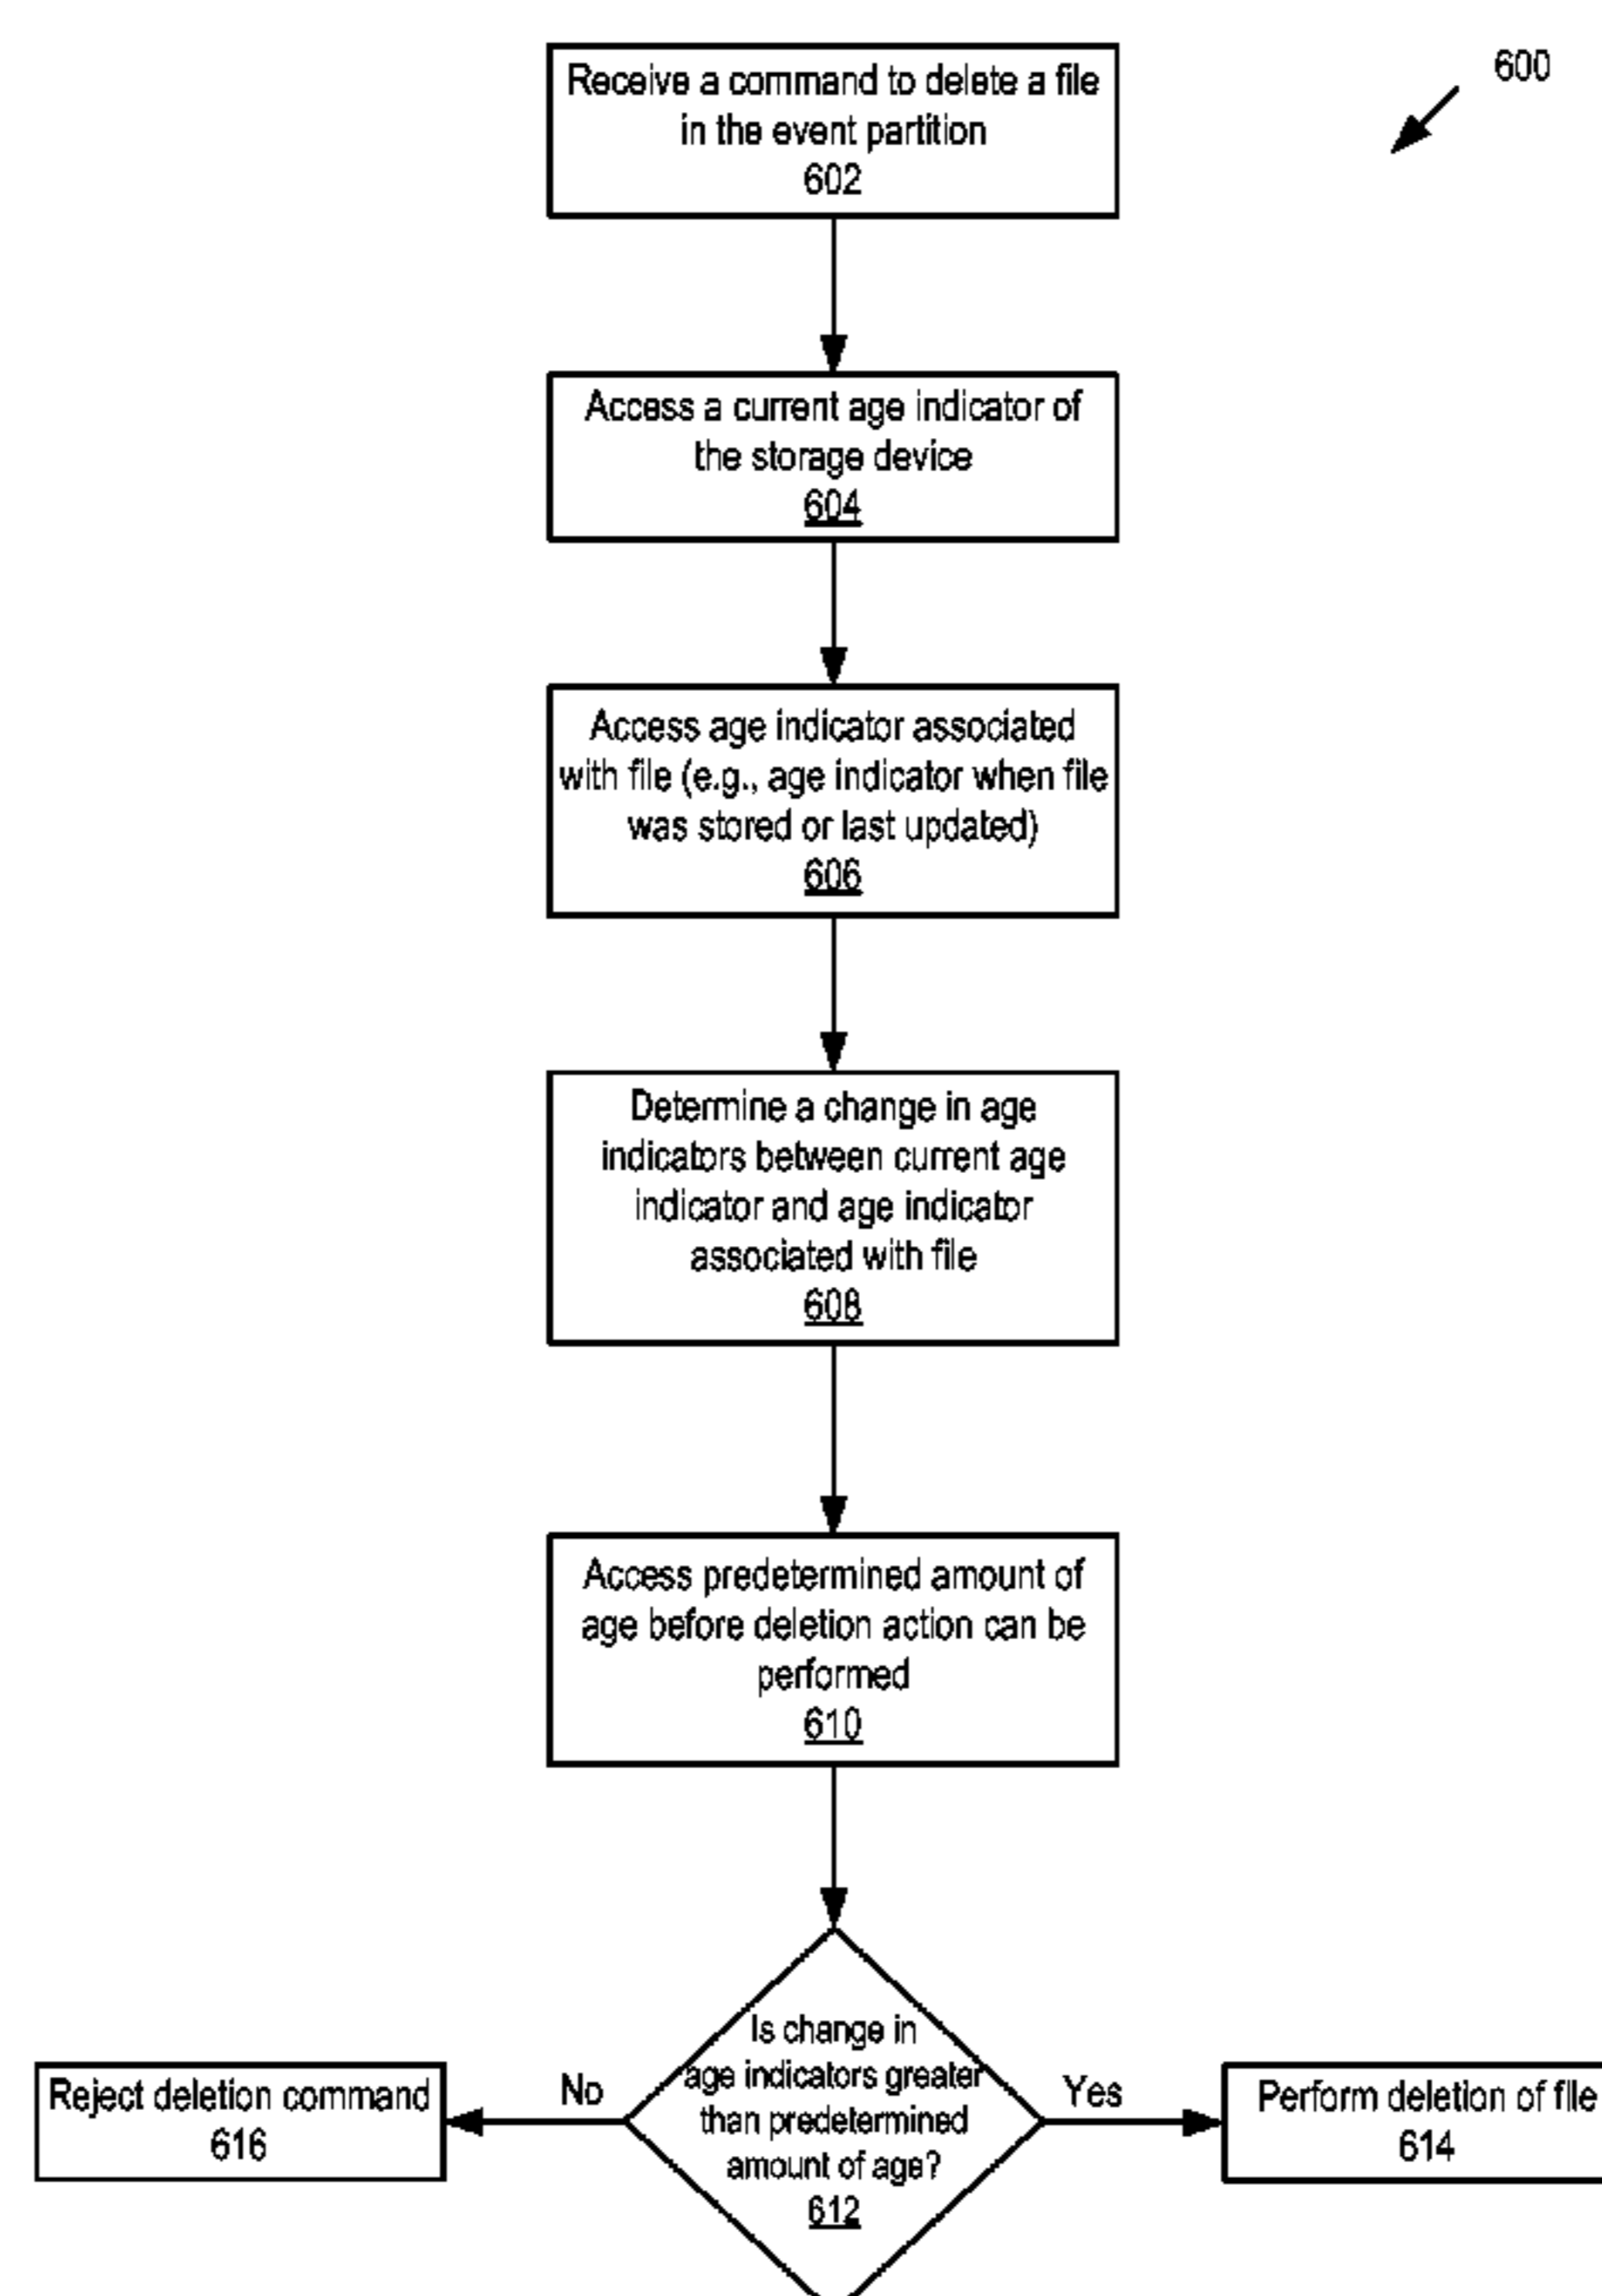 600
Receive a command to delete a file
in the event partition
602
Access a current age indicator of
the storage device
604
Access age indicator associated
with file (e.g., age indicator when file
was stored or last updated)
606
Determine a change in age
indicators between current age
indicator and age indicator
associated with file
608
Access predetermined amount of
age before deletion action can be
performed
610
Is change in
age indicators greater
than predetermined
amount of age?
612
No
Yes
Reject deletion command
616
Perform deletion of file
614